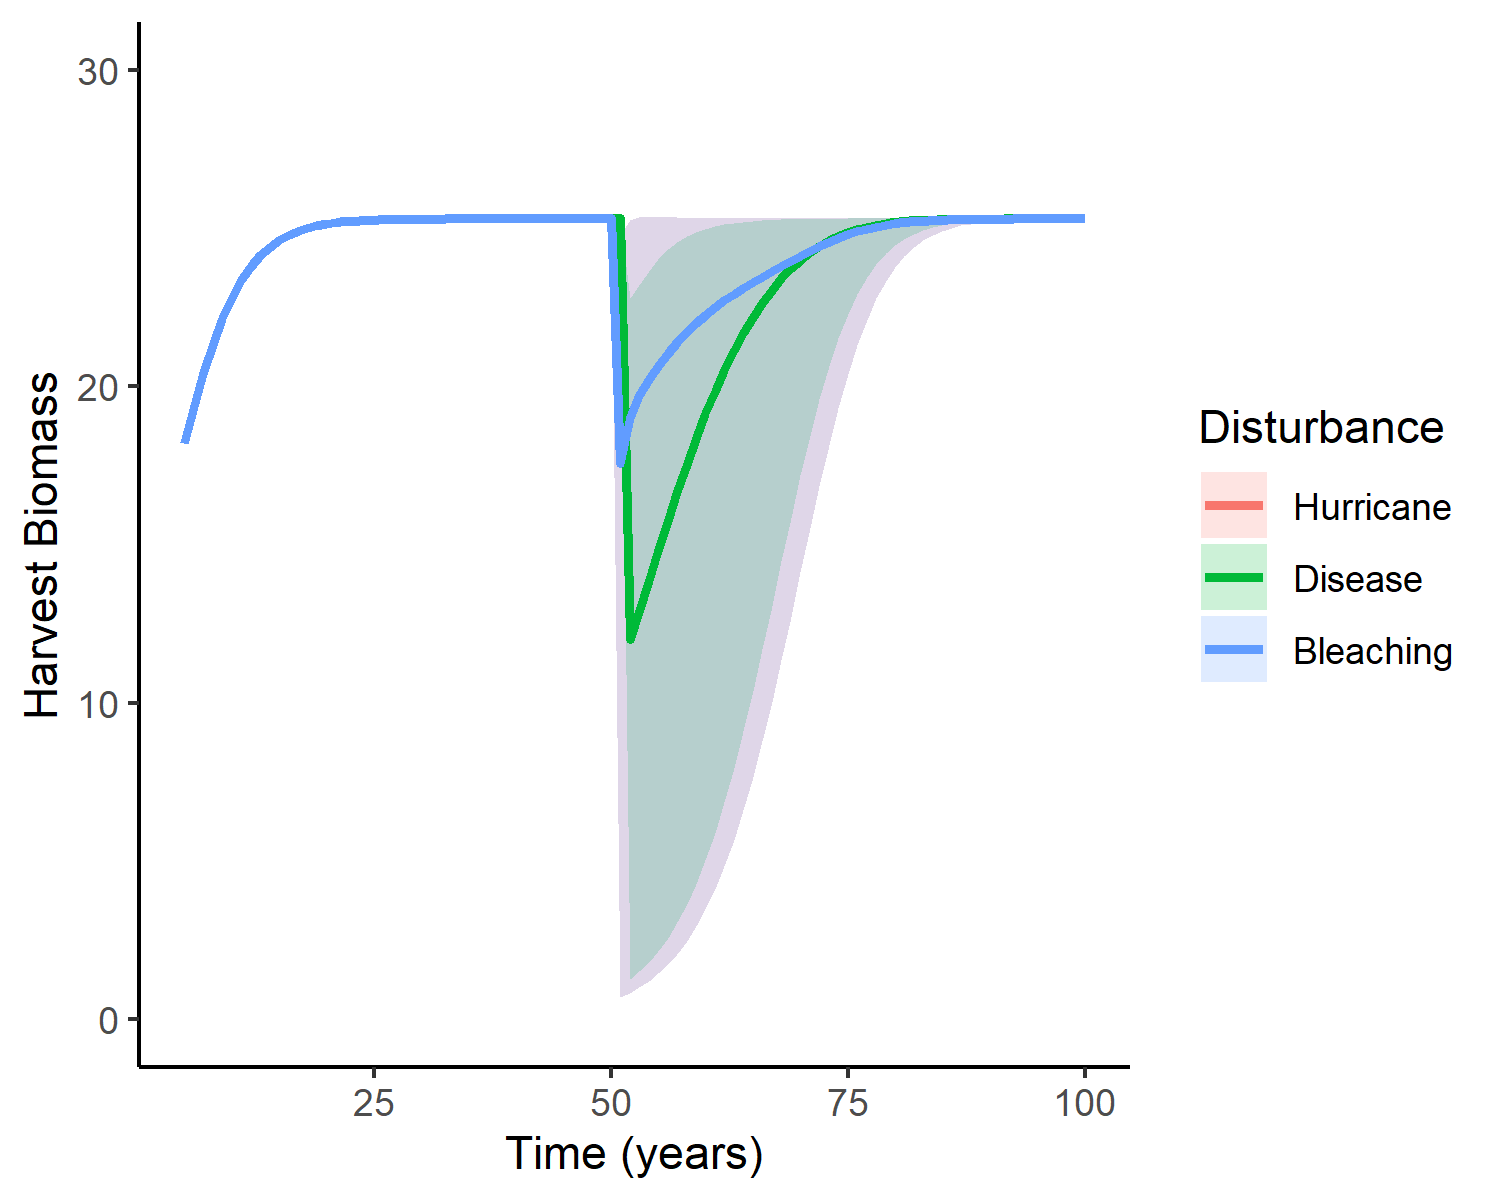 30
20
10
0
Harvest Biomass
25 50 75 100
Time (years)
Disturbance
Hurricane
Disease
Bleaching